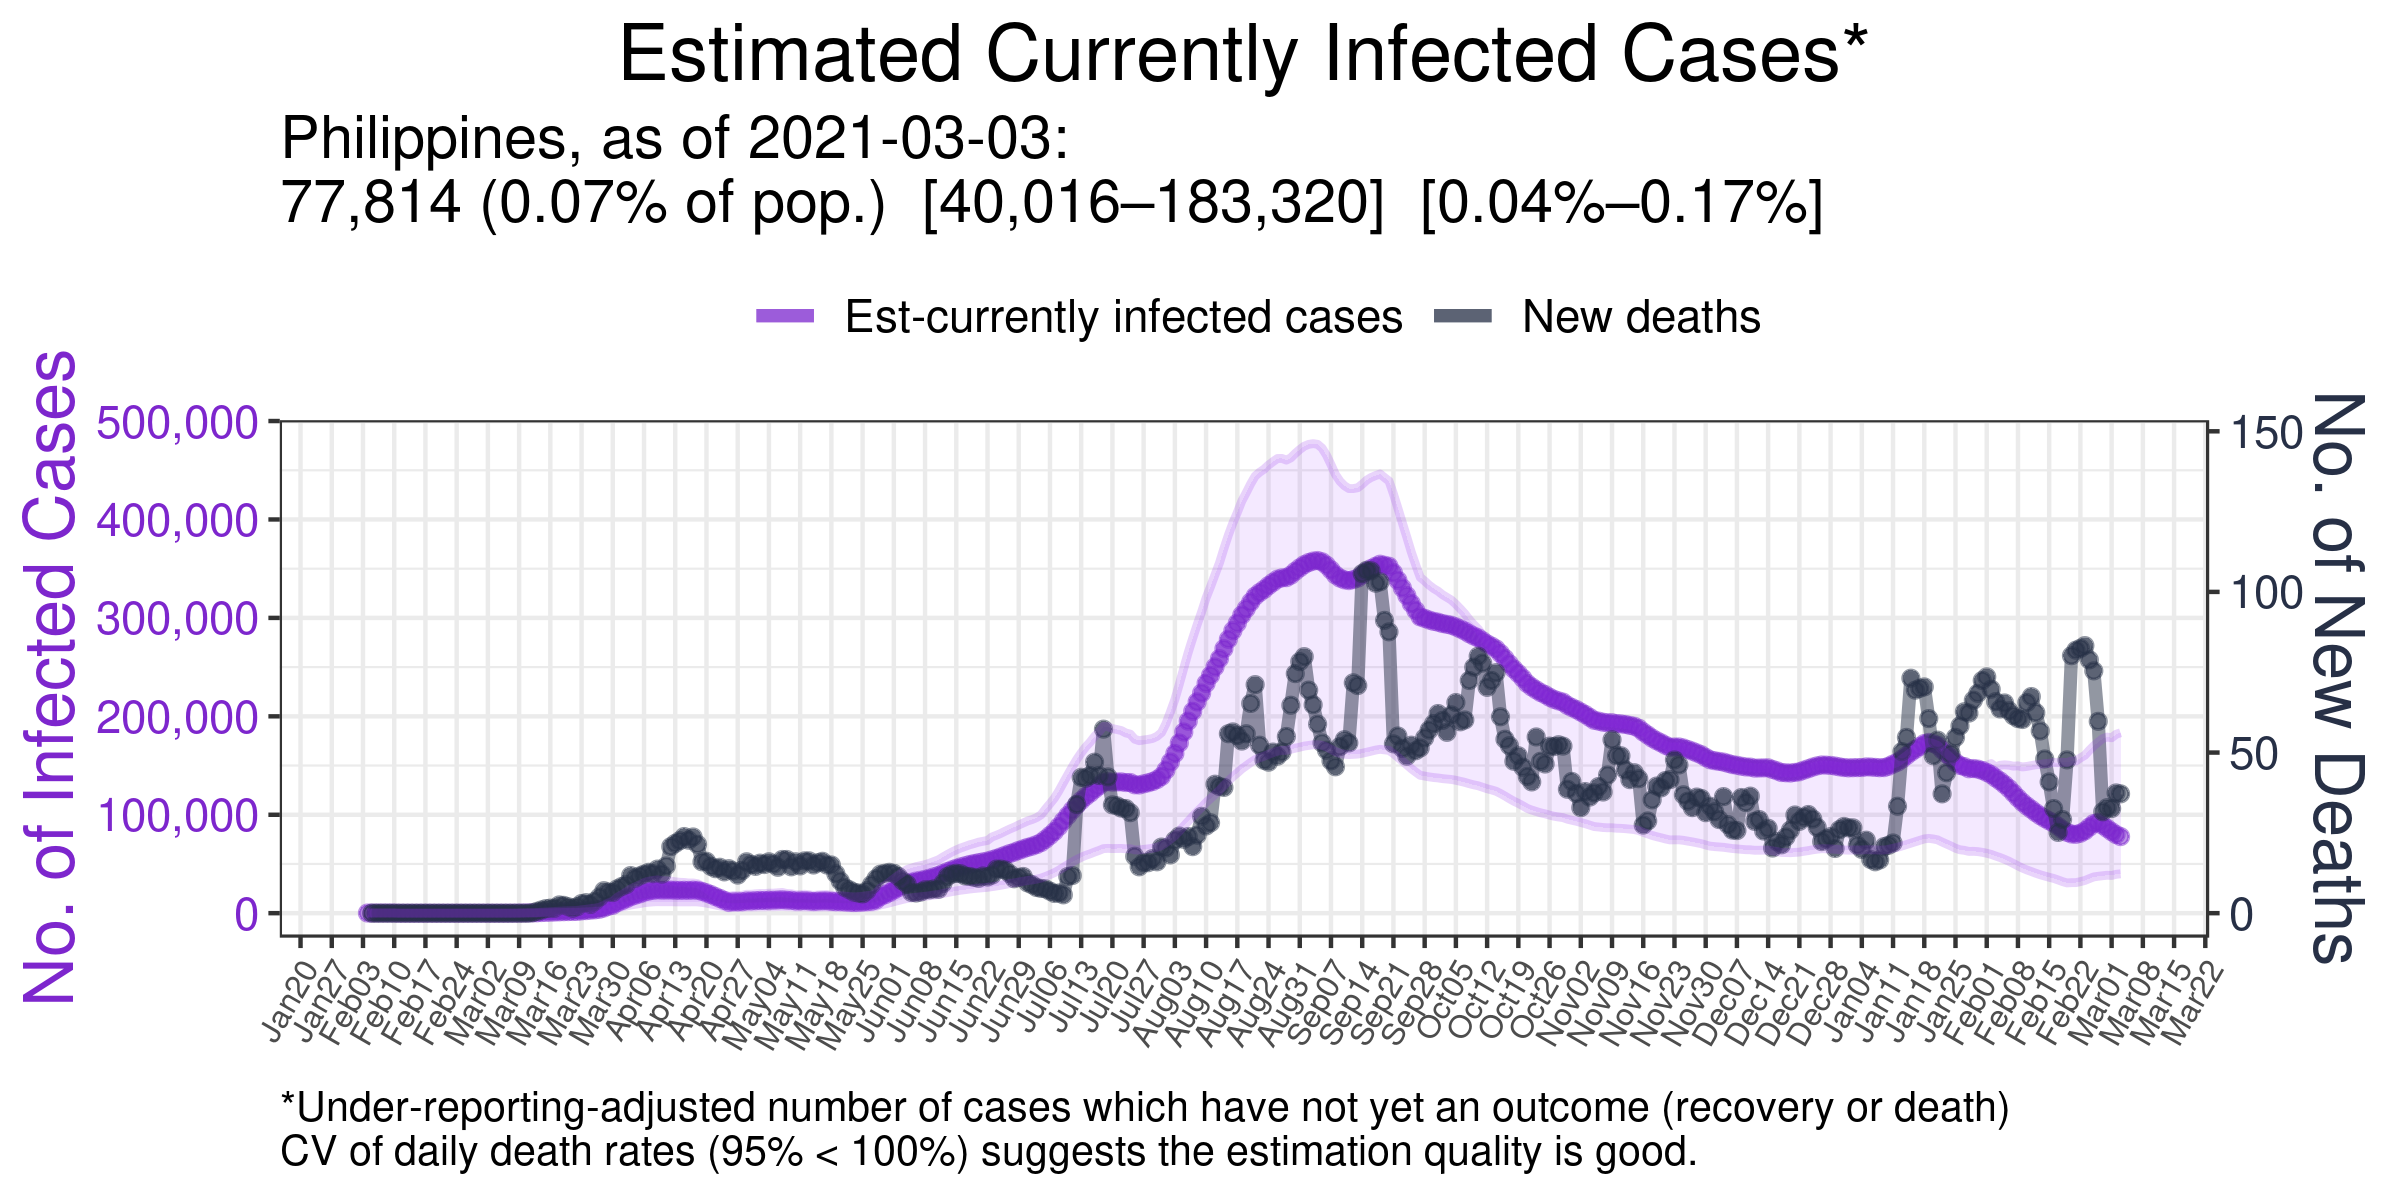 Estimated Currently Infected Cases*
Philippines, as of 2021-03-03:
77,814 (0.07% of pop.) [40,016–183,320] [0.04%–0.17%]
Est-currently infected cases
New deaths
No. of Infected Cases
500,000
400,000
300,000
200,000
100,000
0
150
100
50
0
No. of New Deaths
Jan20
Jan27
Feb03
Feb10
Feb17
Feb24
Mar02
Mar09
Mar16
Mar23
Mar30
Apr06
Apr13
Apr20
Apr27
May04
May11
May18
May25
Jun01
Jun08
Jun15
Jun22
Jun29
Jul06
Jul13
Jul20
Jul27
Aug03
Aug10
Aug17
Aug24
Aug31
Sep07
Sep14
Sep21
Sep28
Oct05
Oct12
Oct19
Oct26
Nov02
Nov09
Nov16
Nov23
Nov30
Dec07
Dec14
Dec21
Dec28
Jan04
Jan11
Jan18
Jan25
Feb01
Feb08
Feb15
Feb22
Mar01
Mar08
Mar15
Mar22
*Under-reporting-adjusted number of cases which have not yet an outcome (recovery or death)
CV of daily death rates (95% < 100%) suggests the estimation quality is good.